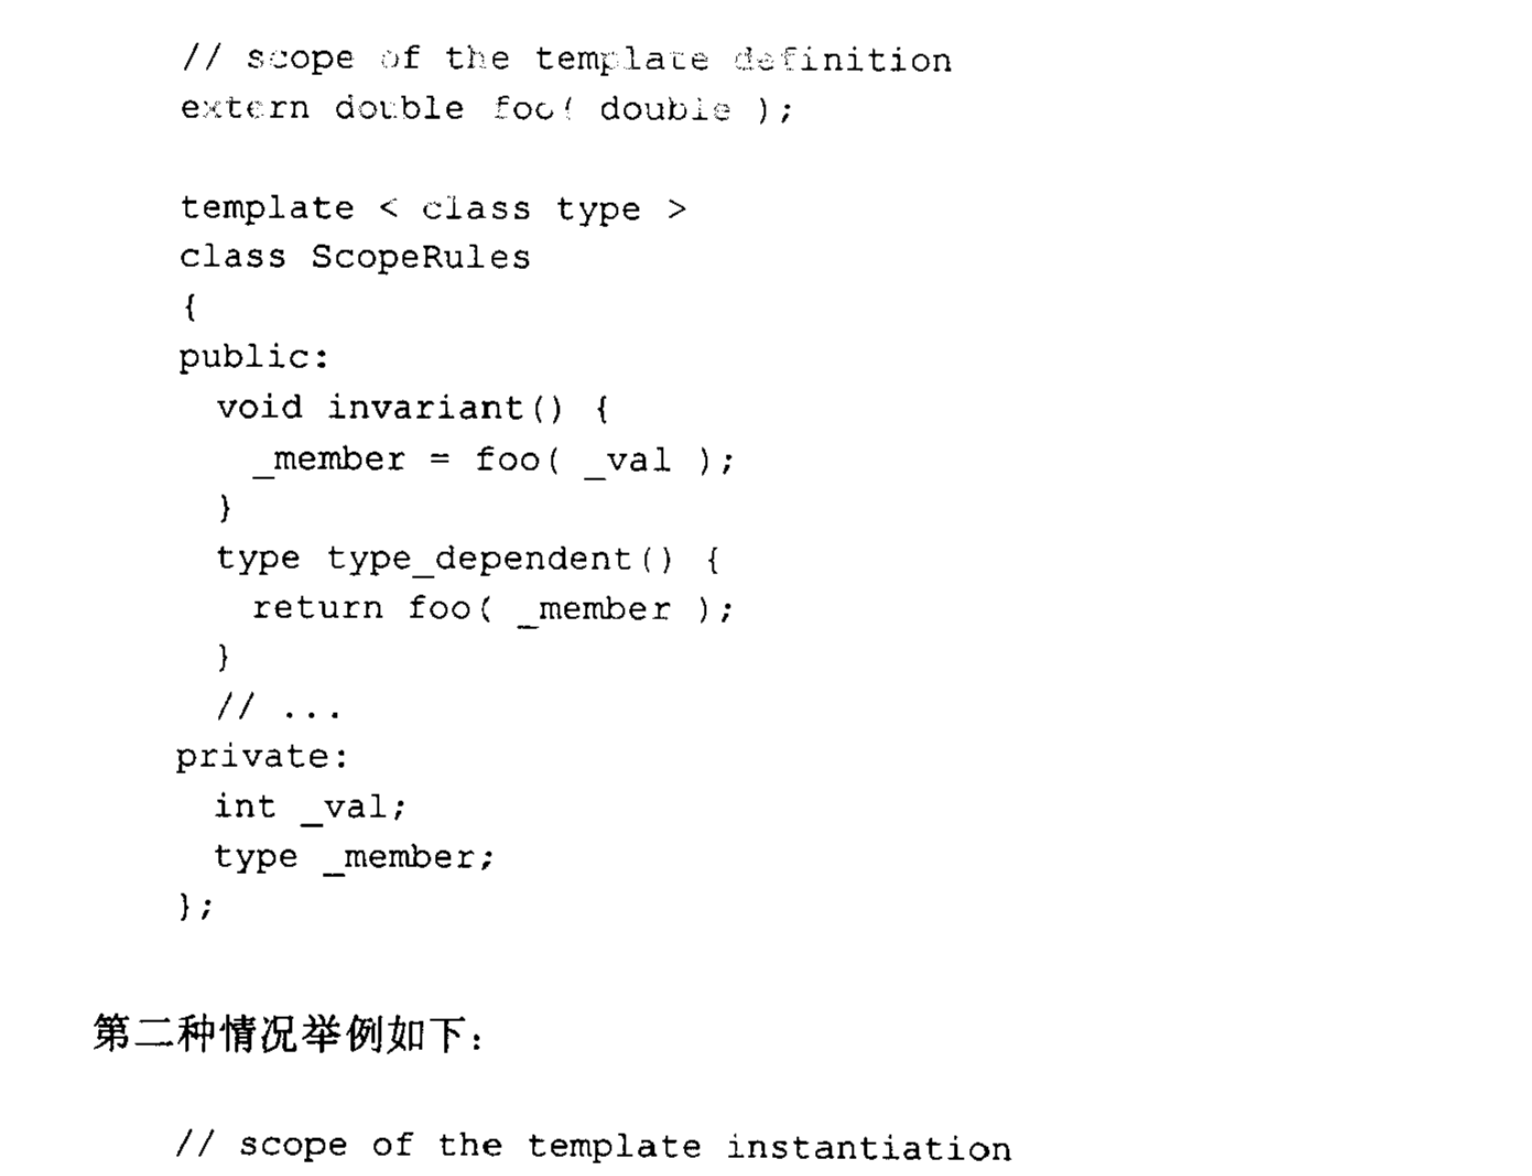 // scope of the template definition
extern double foo( double );
template < class type >
class ScopeRules
{
public:
void invariant() {
_member = foo( _val );
}
type type_dependent() {
return foo( _member );
}
// ...
private:
int _val;
type _member;
};
第二种情况举例如下：
// scope of the template instantiation